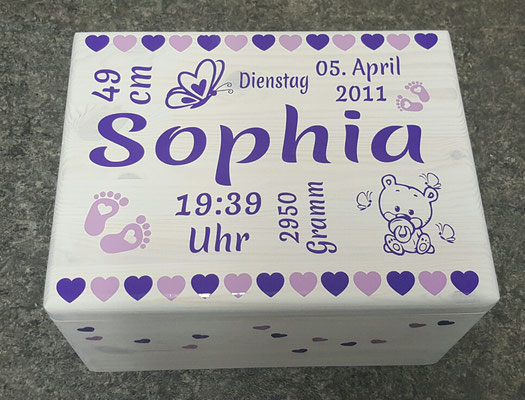 49
cm
Dienstag
05. April
2011
Sophia
19:39
Uhr
2950
Gramm